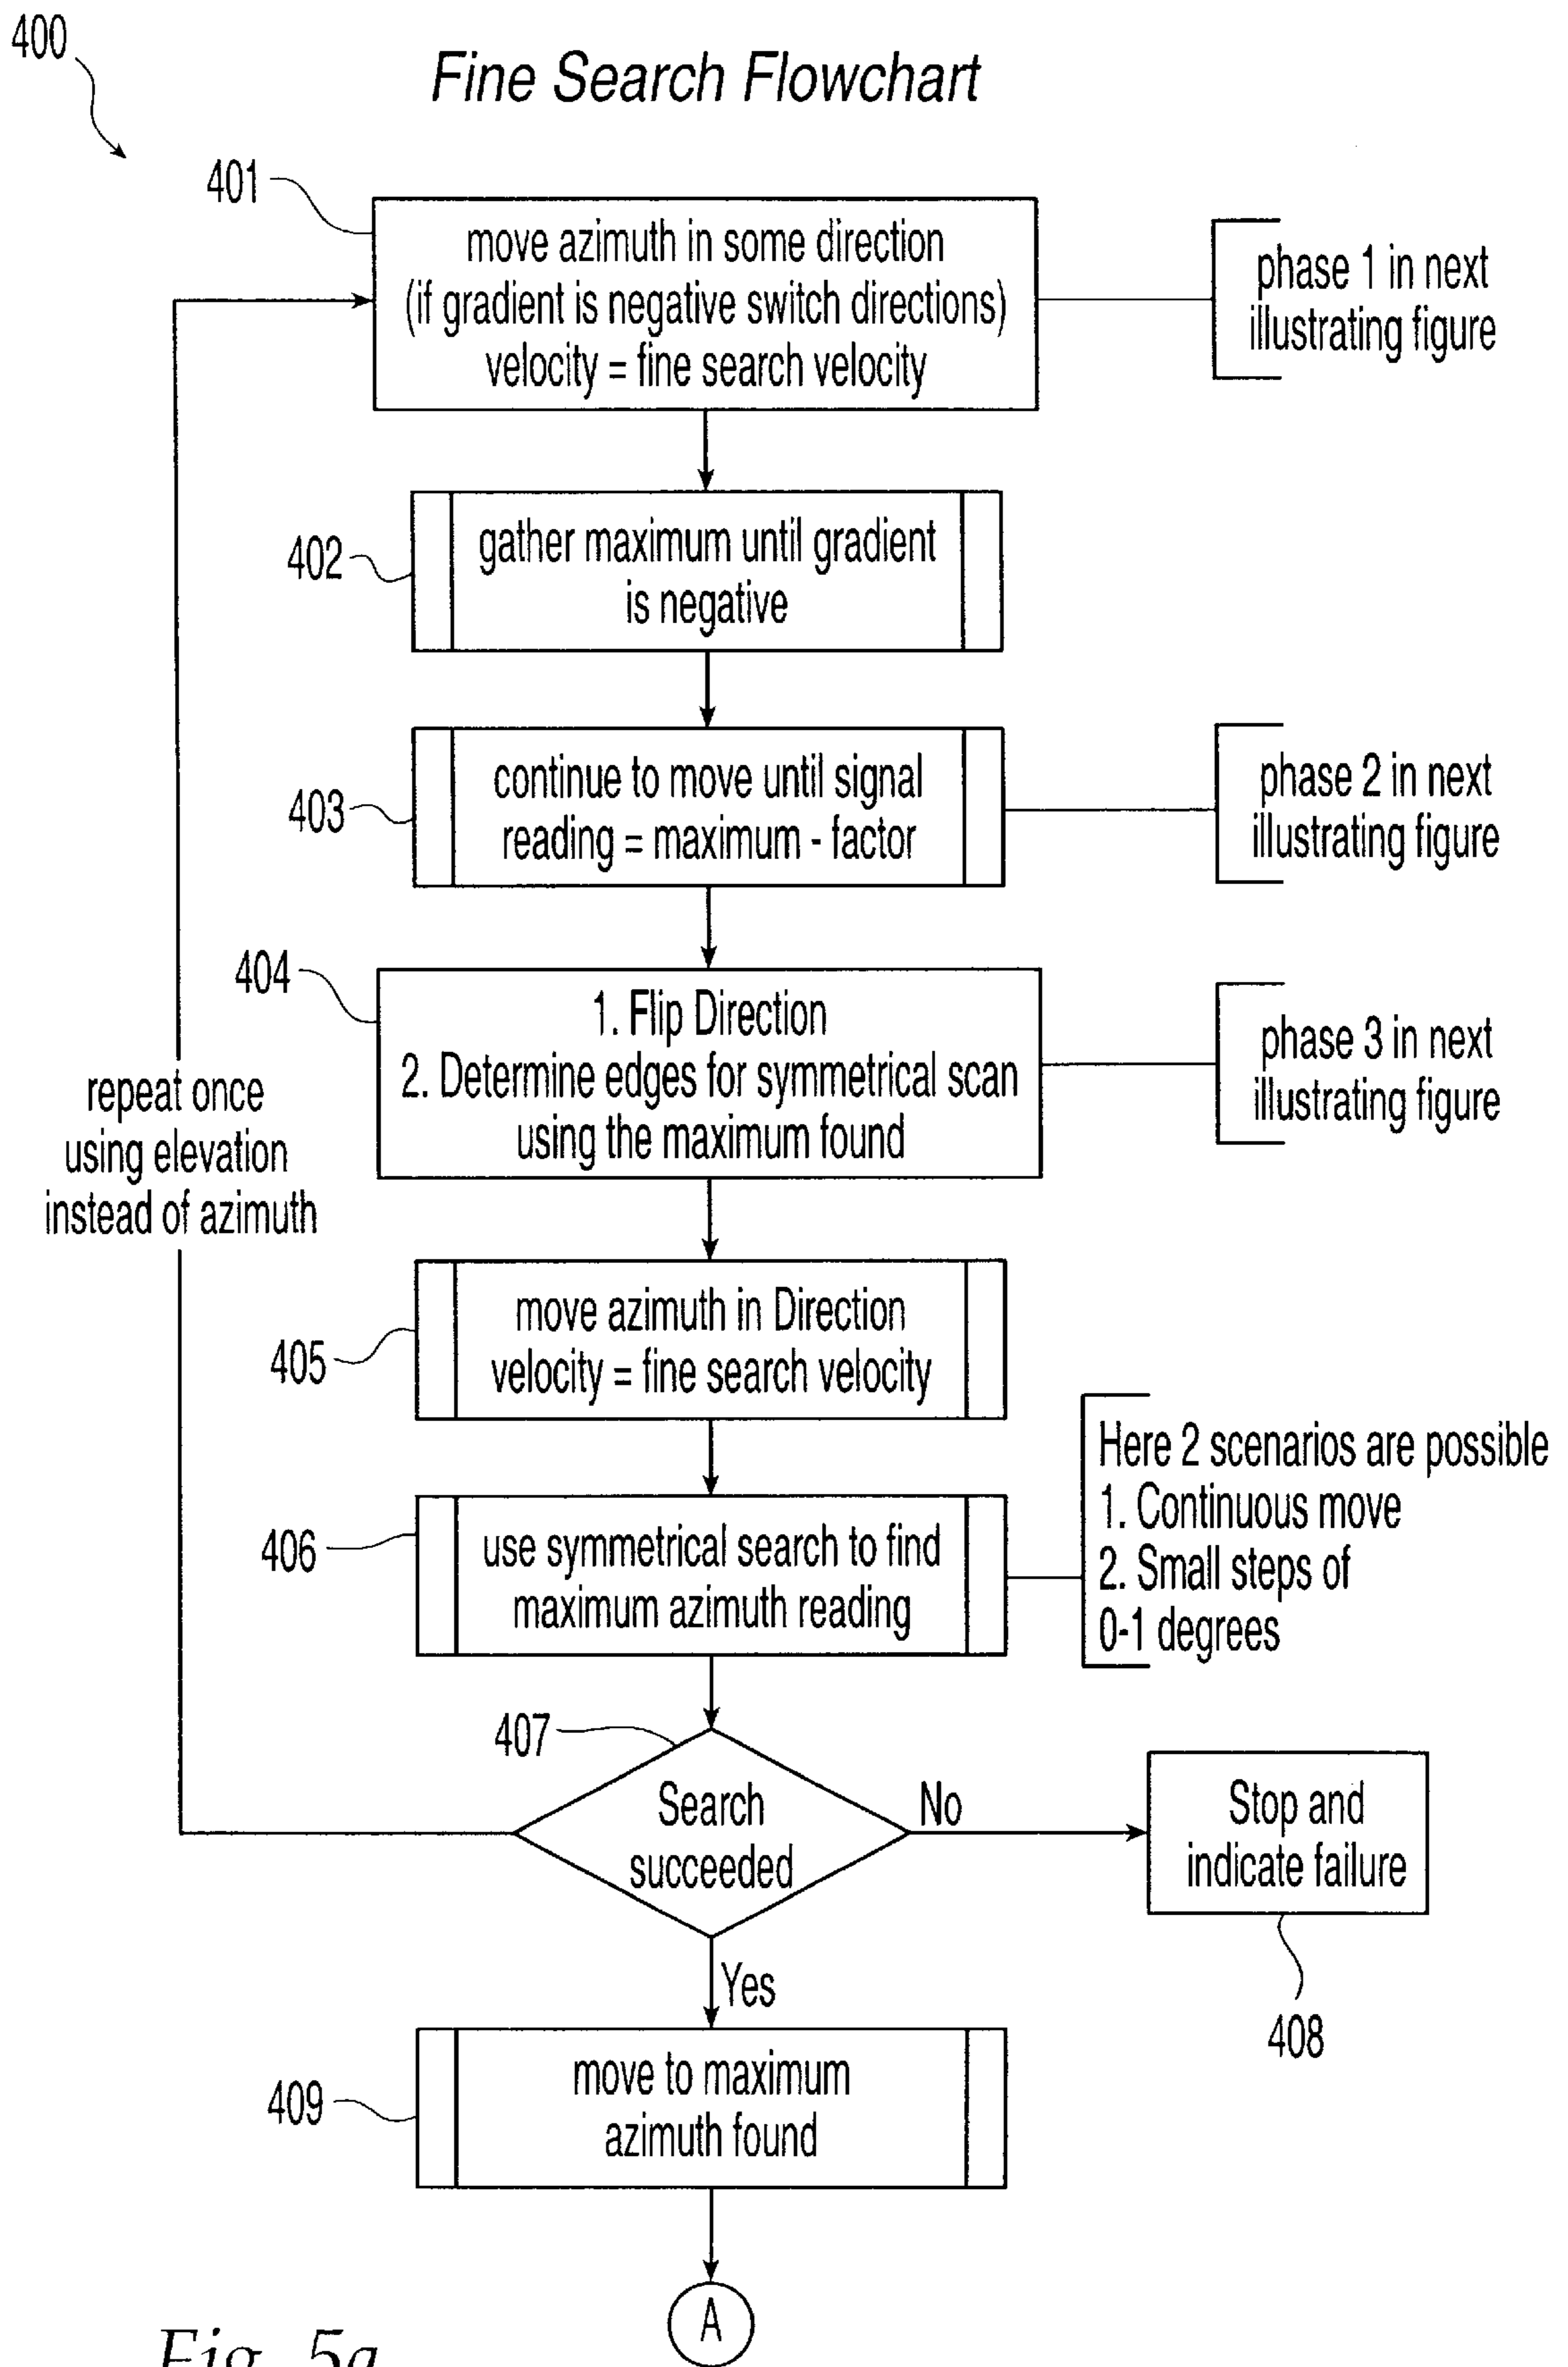 400
Fine Search Flowchart
401
move azimuth in some direction
(if gradient is negative switch directions)
velocity = fine search velocity
phase 1 in next
illustrating figure
402
gather maximum until gradient
is negative
403
continue to move until signal
reading = maximum - factor
phase 2 in next
illustrating figure
404
1. Flip Direction
2. Determine edges for symmetrical scan
using the maximum found
phase 3 in next
illustrating figure
repeat once
using elevation
instead of azimuth
405
move azimuth in Direction
velocity = fine search velocity
406
use symmetrical search to find
maximum azimuth reading
Here 2 scenarios are possible
1. Continuous move
2. Small steps of
0-1 degrees
407
Search
succeeded
No
Stop and
indicate failure
408
Yes
409
move to maximum
azimuth found
A
Fig. 5a